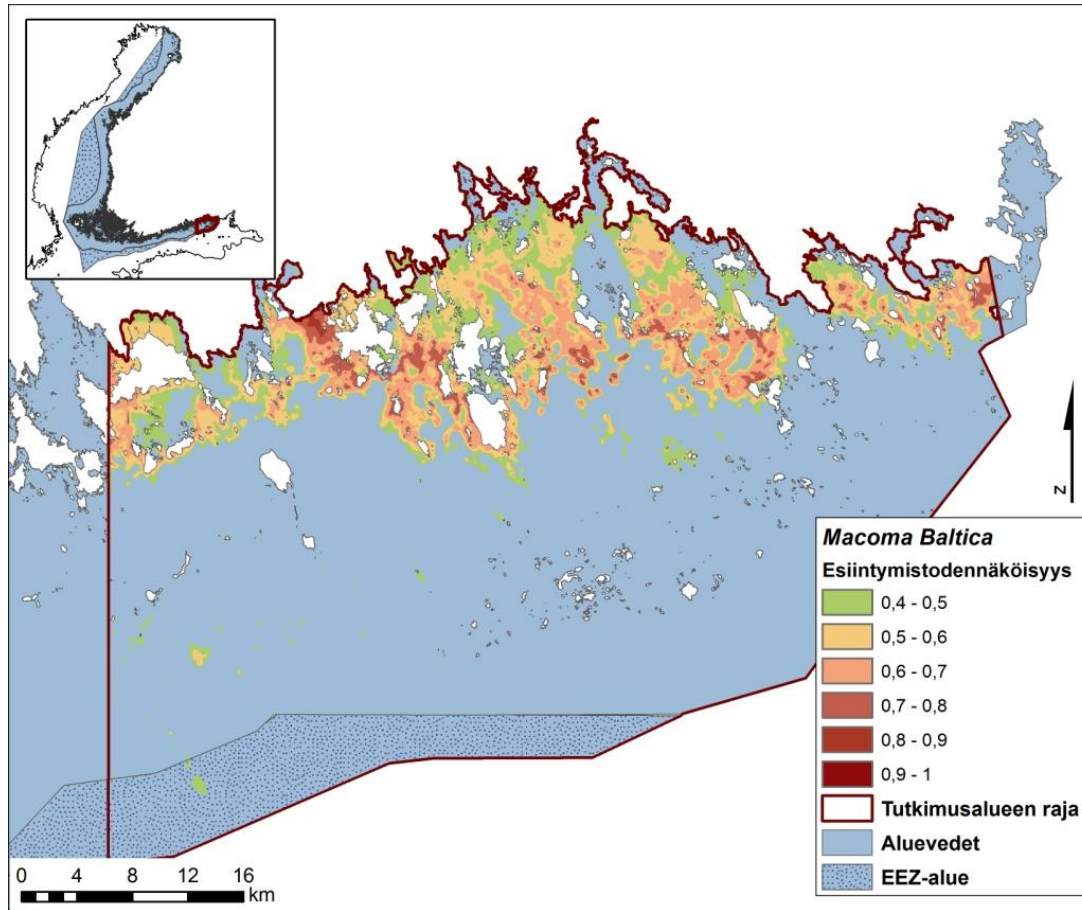 Macoma Baltica
Esiintymistodennäköisyys
0,4 - 0,5
0,5 - 0,6
0,6 - 0,7
0,7 - 0,8
0,8 - 0,9
0,9 - 1
Tutkimusalueen raja
Aluevedet
EEZ-alue
N
0 2 4 8 12 16
km